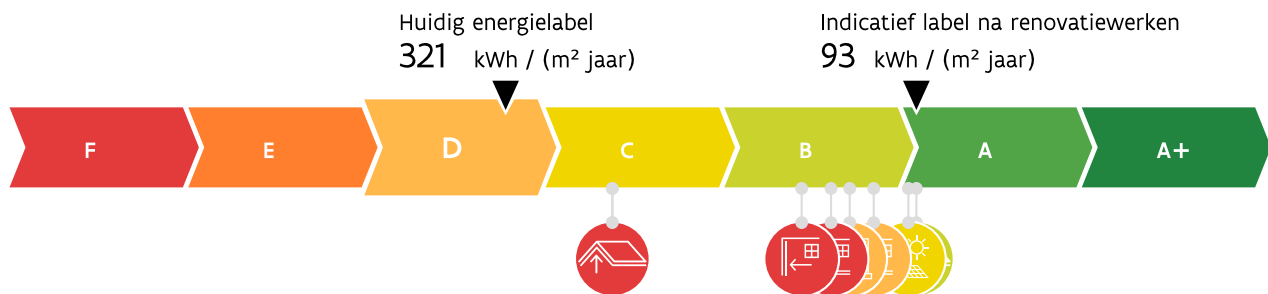 Huidig energielabel
321 kWh / (m² jaar)
Indicatief label na renovatiewerken
93 kWh / (m² jaar)
F E D C B A A+